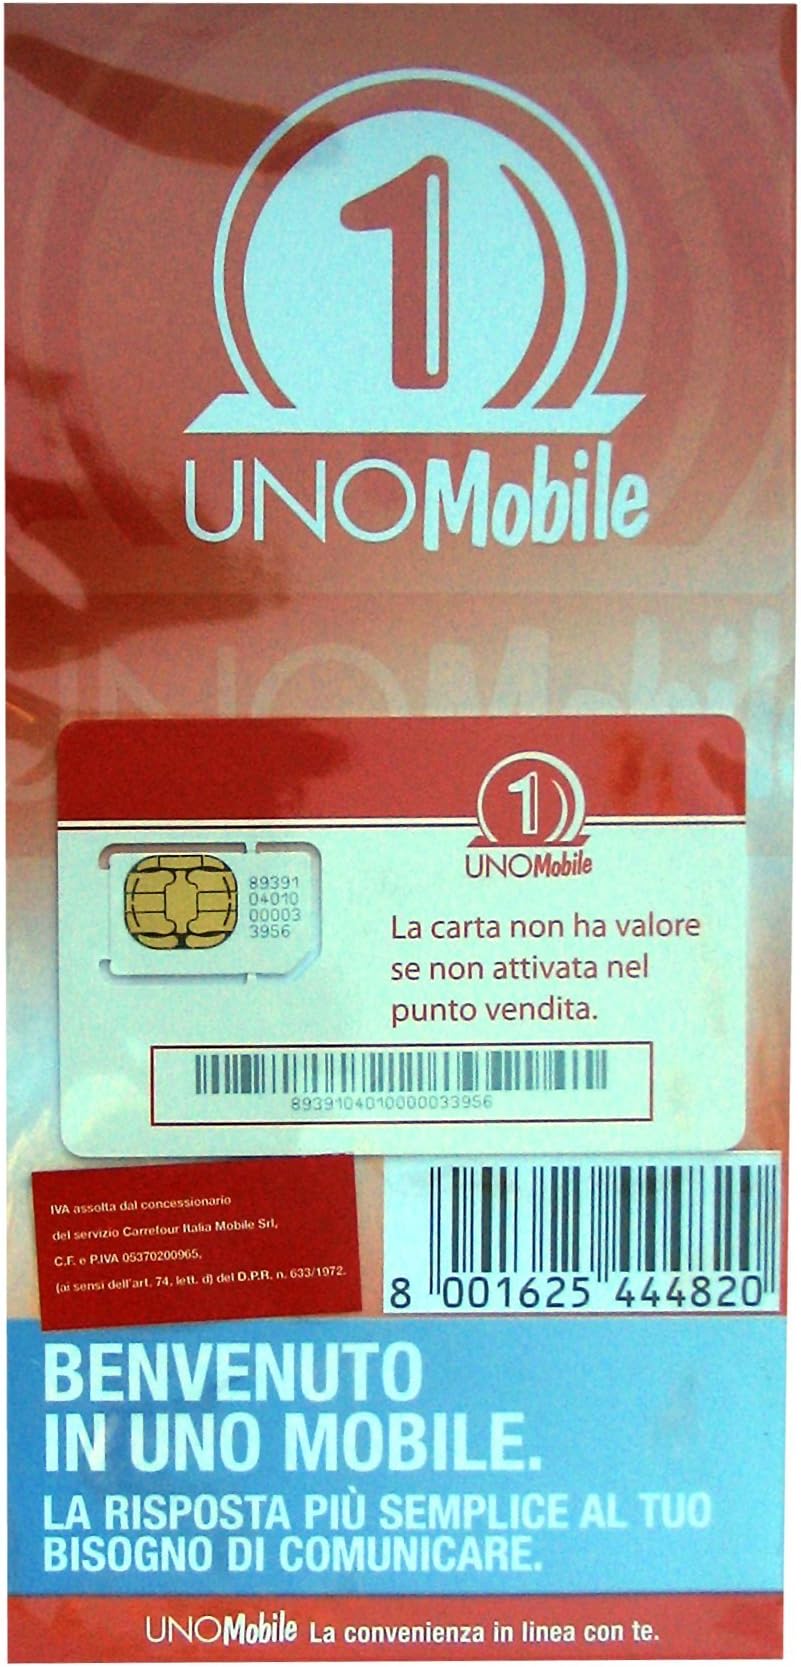 1
UNOMobile
UNOMobile
1
UNOMobile
89391
04010
00003
3956
La carta non ha valore
se non attivata nel
punto vendita.
8939104010000033956
IVA assolta dal concessionario
del servizio Carrefour Italia Mobile Srl,
C.F. e P.IVA 05370200965,
(ai sensi dell'art. 74, lett. d) del D.P.R. n. 633/1972.
8 001625 444820
BENVENUTO
IN UNO MOBILE.
LA RISPOSTA PIÙ SEMPLICE AL TUO
BISOGNO DI COMUNICARE.
UNOMobile La convenienza in linea con te.